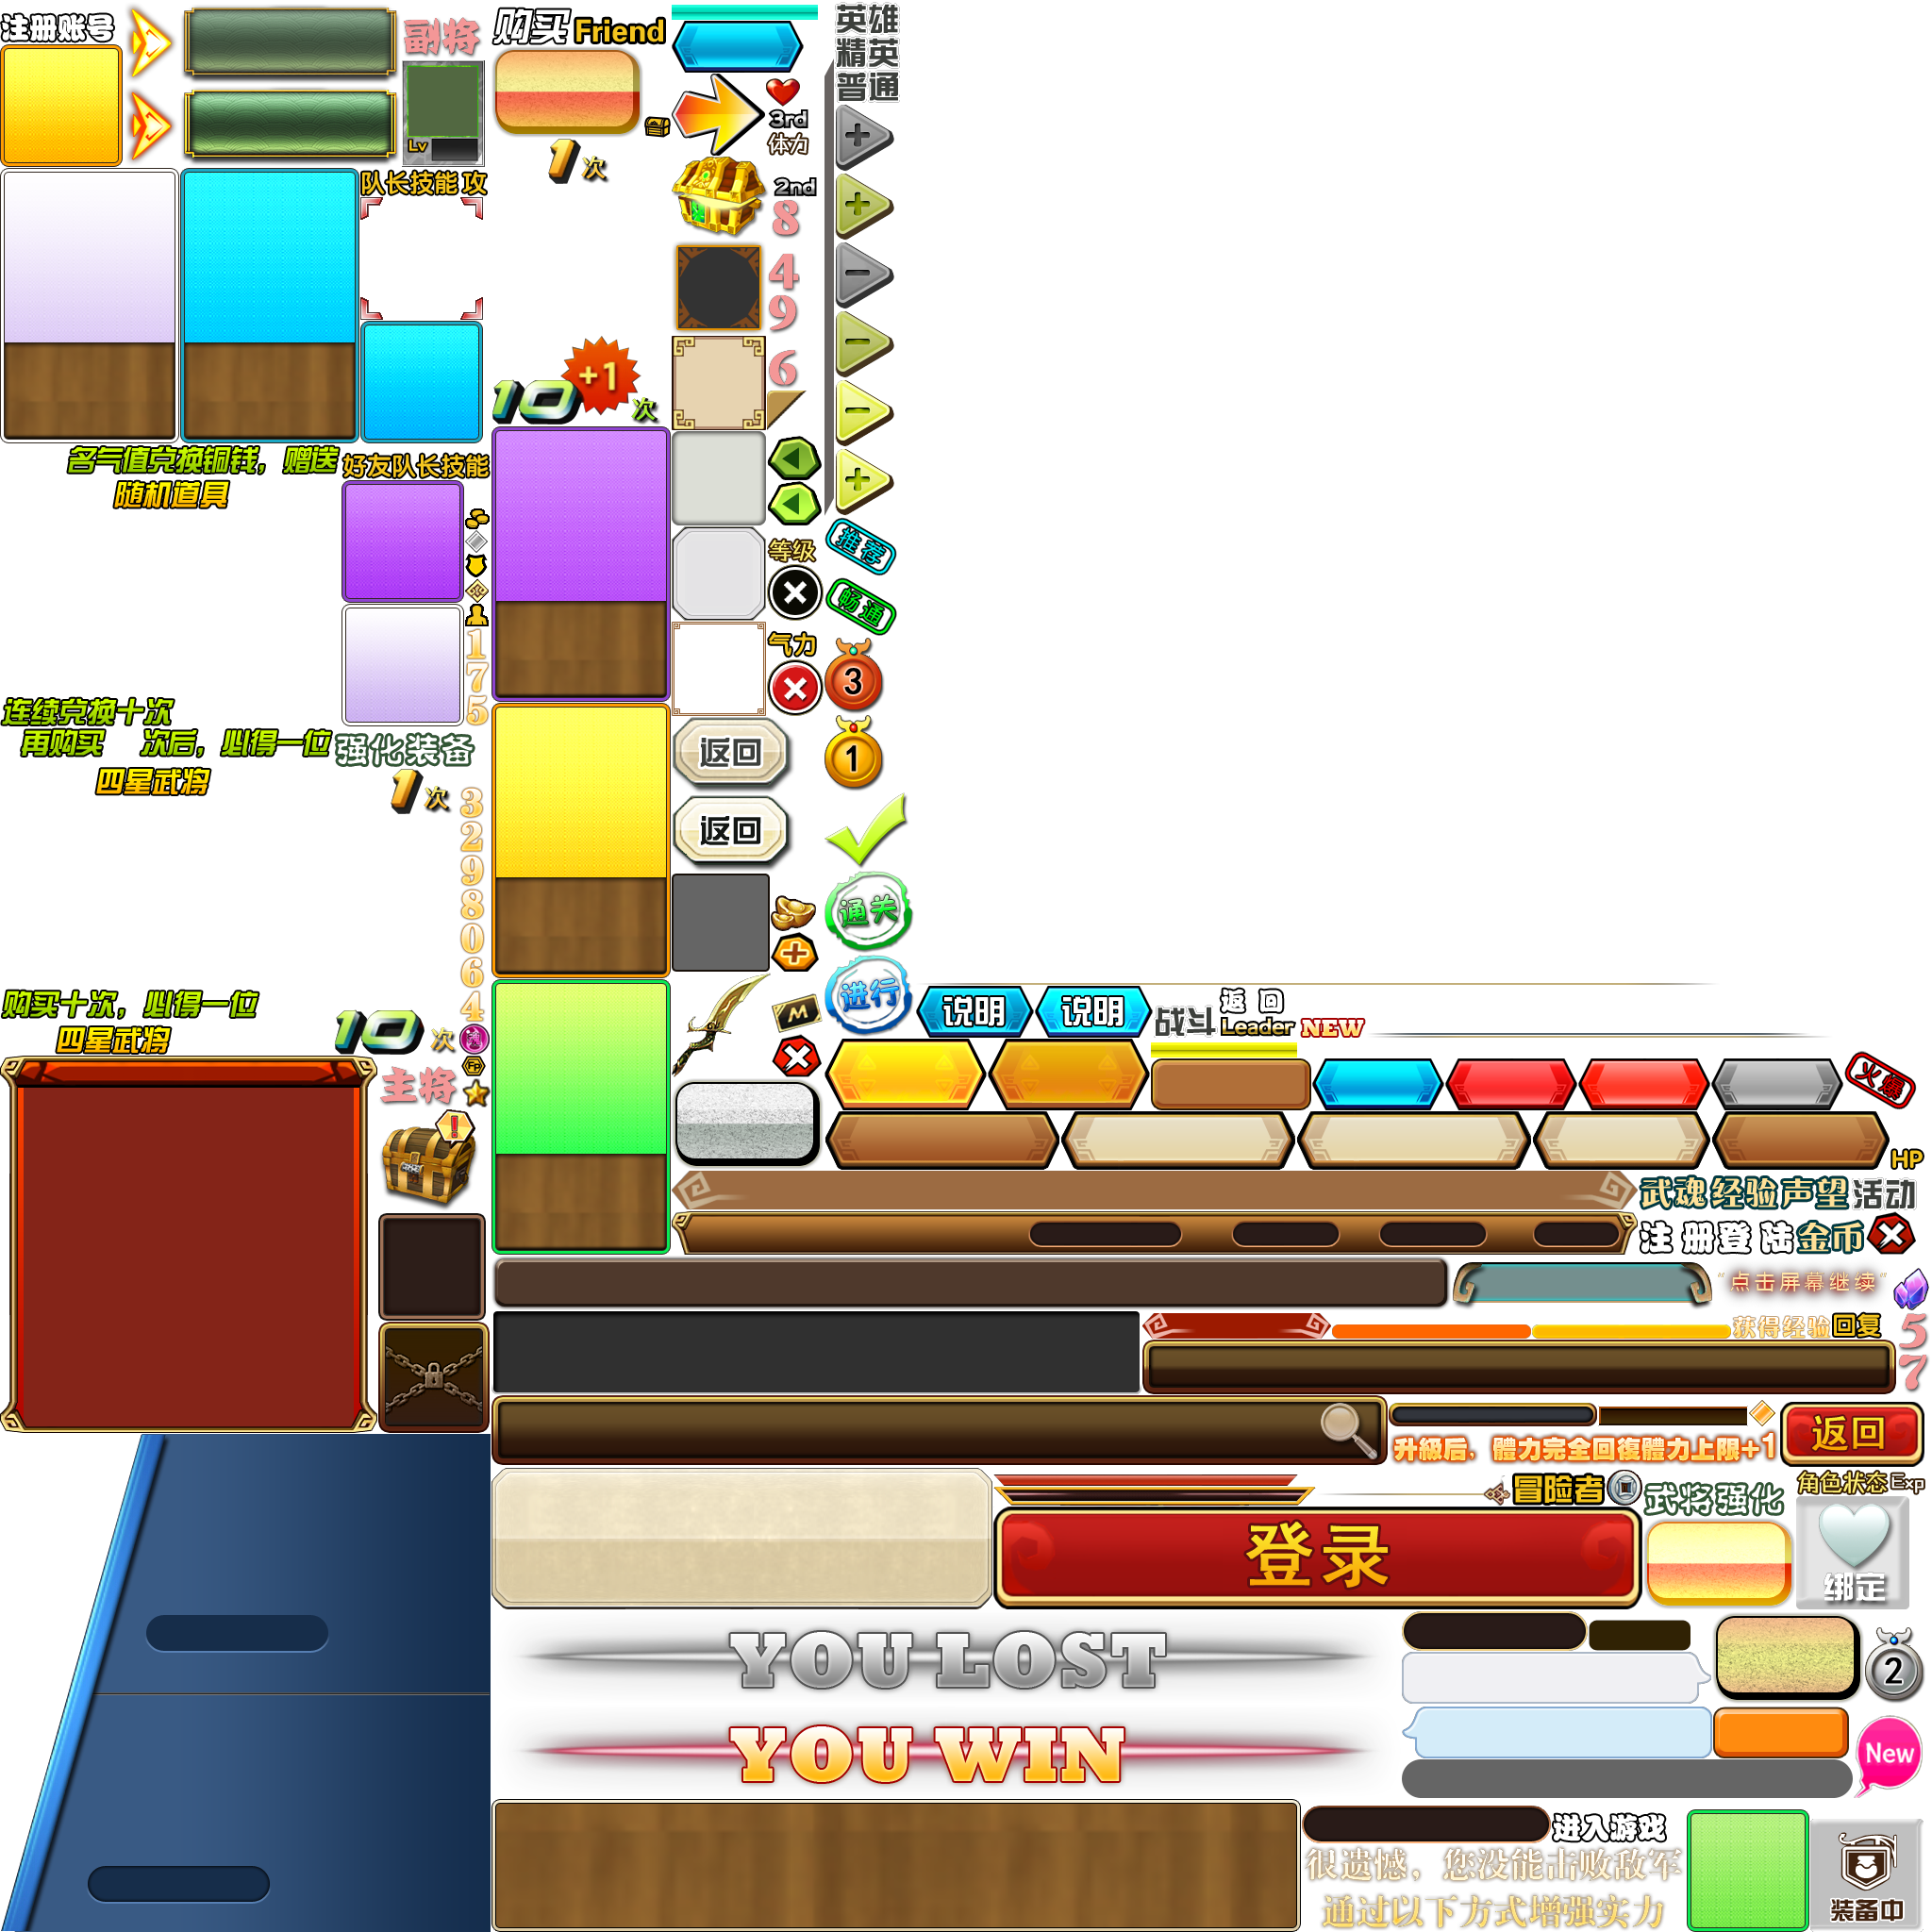 注册账号
副将
Lv
购买 Friend
1次
3rd
体力
2nd
8
4
9
6
英雄
精英
普通
队长技能 攻
10 +1 次
名气值兑换铜钱，赠送
随机道具
好友队长技能
1
7
5
等级
气力
推荐
畅通
3
1
连续兑换十次
再购买 次后，必得一位
四星武将
强化装备
1次
返回
返回
3
2
9
8
0
6
4
通关
进行
购买十次，必得一位
四星武将
10 次
主将
Fp
M
说明
说明
战斗
返 回
Leader
NEW
火爆
HP
武魂经验声望活动
注 册登 陆金币
"点击屏幕继续"
获得经验回复
5
7
升級后，體力完全回復體力上限+1
返回
冒险者
武将强化
角色状态 Exp
登录
绑定
YOU LOST
2
YOU WIN
New
进入游戏
很遗憾，您没能击败敌军
通过以下方式增强实力
装备中